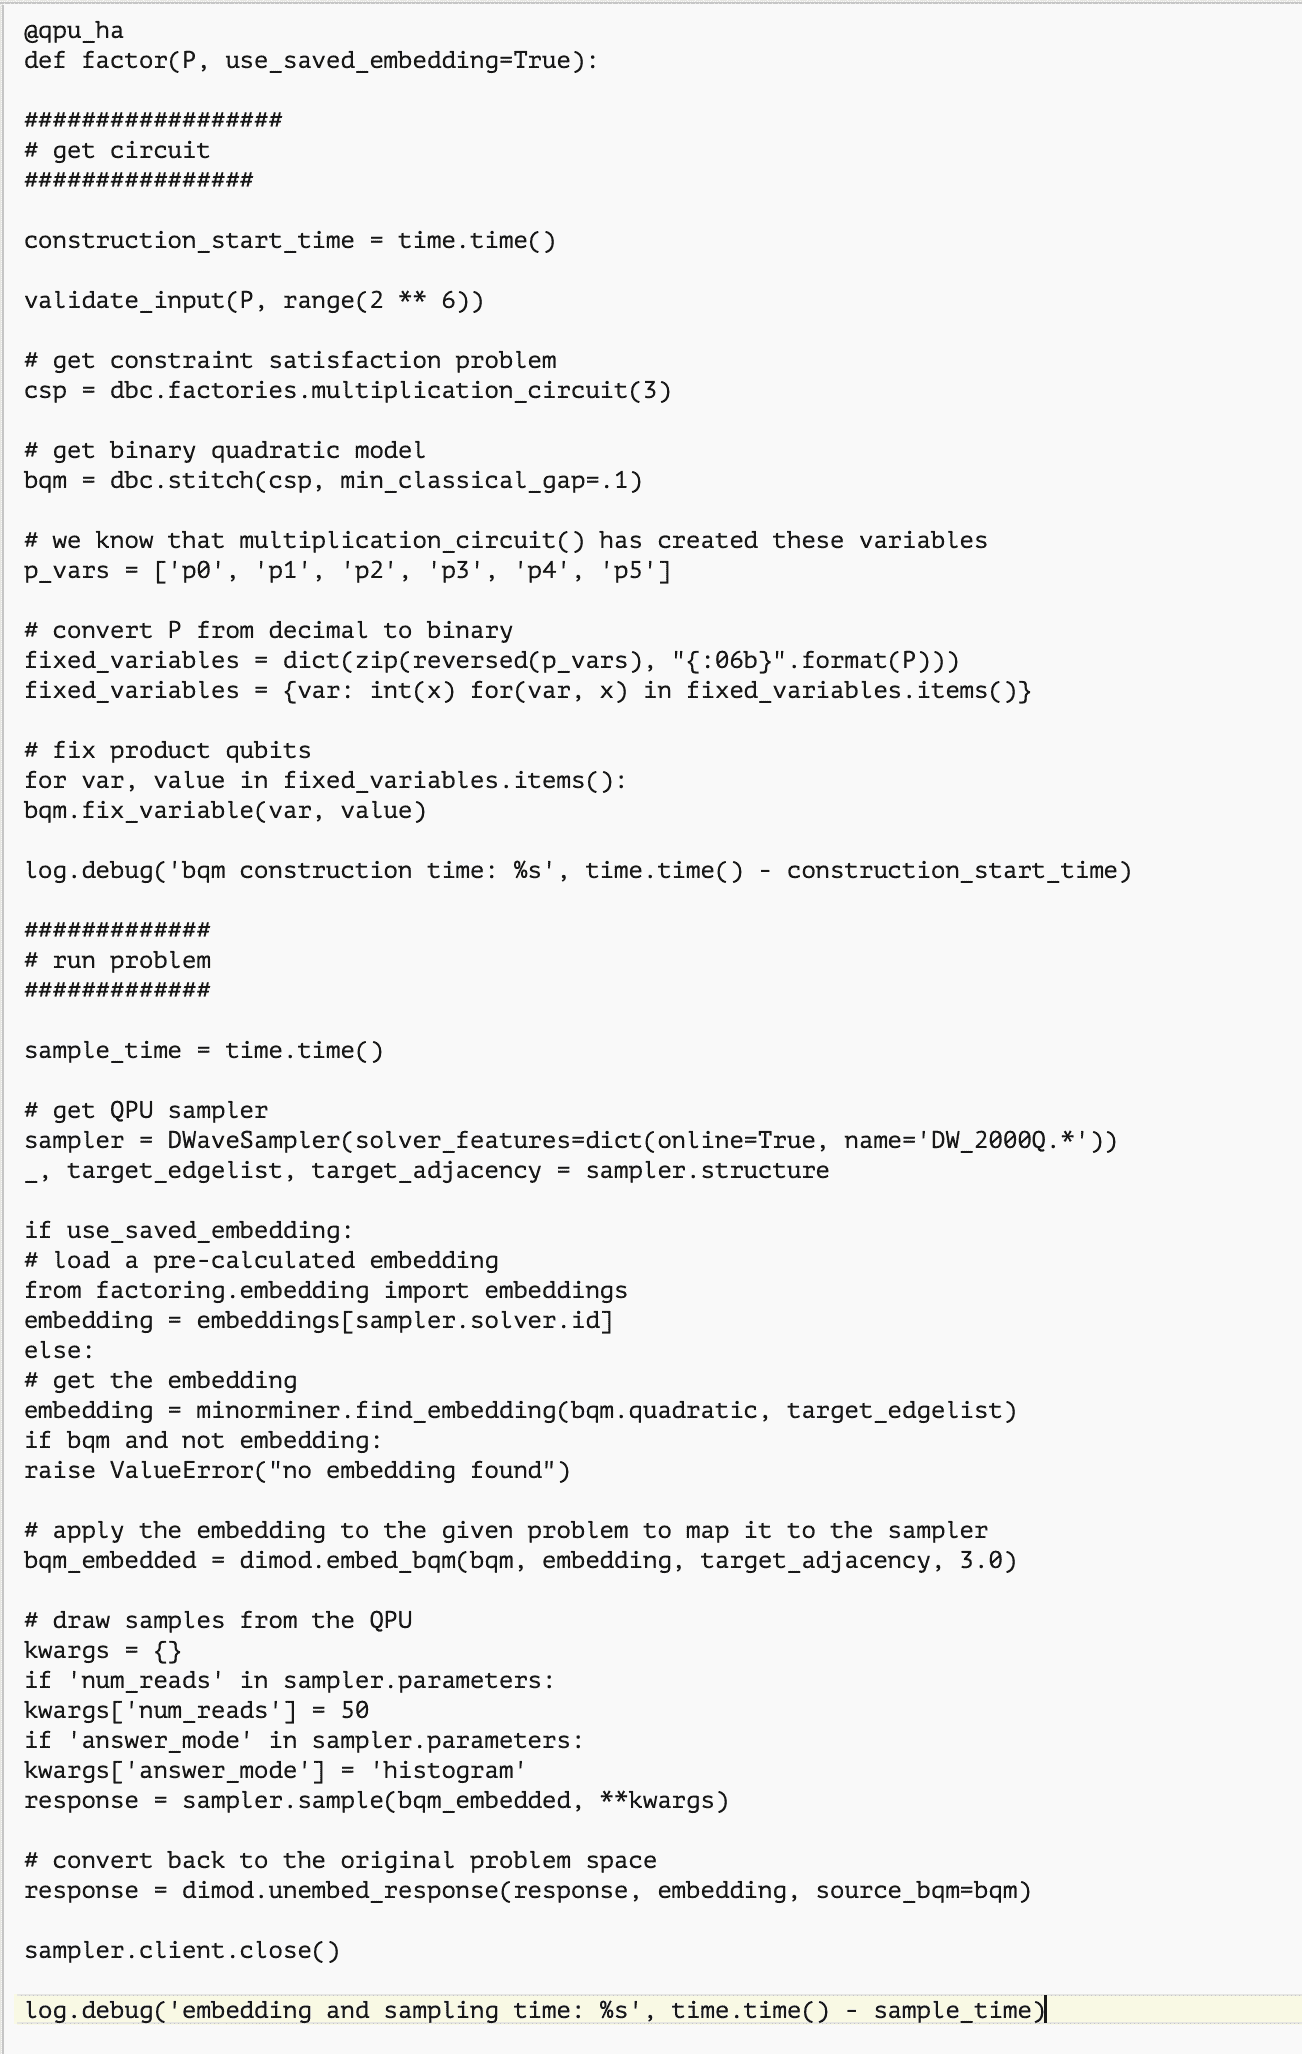 @qpu_ha
def factor(P, use_saved_embedding=True):
##################
# get circuit
################
construction_start_time = time.time()
validate_input(P, range(2 ** 6))
# get constraint satisfaction problem
csp = dbc.factories.multiplication_circuit(3)
# get binary quadratic model
bqm = dbc.stitch(csp, min_classical_gap=.1)
# we know that multiplication_circuit() has created these variables
p_vars = ['p0', 'p1', 'p2', 'p3', 'p4', 'p5']
# convert P from decimal to binary
fixed_variables = dict(zip(reversed(p_vars), "{:06b}".format(P)))
fixed_variables = {var: int(x) for(var, x) in fixed_variables.items()}
# fix product qubits
for var, value in fixed_variables.items():
bqm.fix_variable(var, value)
log.debug('bqm construction time: %s', time.time() - construction_start_time)
#############
# run problem
#############
sample_time = time.time()
# get QPU sampler
sampler = DWaveSampler(solver_features=dict(online=True, name='DW_2000Q.*'))
_, target_edgelist, target_adjacency = sampler.structure
if use_saved_embedding:
# load a pre-calculated embedding
from factoring.embedding import embeddings
embedding = embeddings[sampler.solver.id]
else:
# get the embedding
embedding = minorminer.find_embedding(bqm.quadratic, target_edgelist)
if bqm and not embedding:
raise ValueError("no embedding found")
# apply the embedding to the given problem to map it to the sampler
bqm_embedded = dimod.embed_bqm(bqm, embedding, target_adjacency, 3.0)
# draw samples from the QPU
kwargs = {}
if 'num_reads' in sampler.parameters:
kwargs['num_reads'] = 50
if 'answer_mode' in sampler.parameters:
kwargs['answer_mode'] = 'histogram'
response = sampler.sample(bqm_embedded, **kwargs)
# convert back to the original problem space
response = dimod.unembed_response(response, embedding, source_bqm=bqm)
sampler.client.close()
log.debug('embedding and sampling time: %s', time.time() - sample_time)